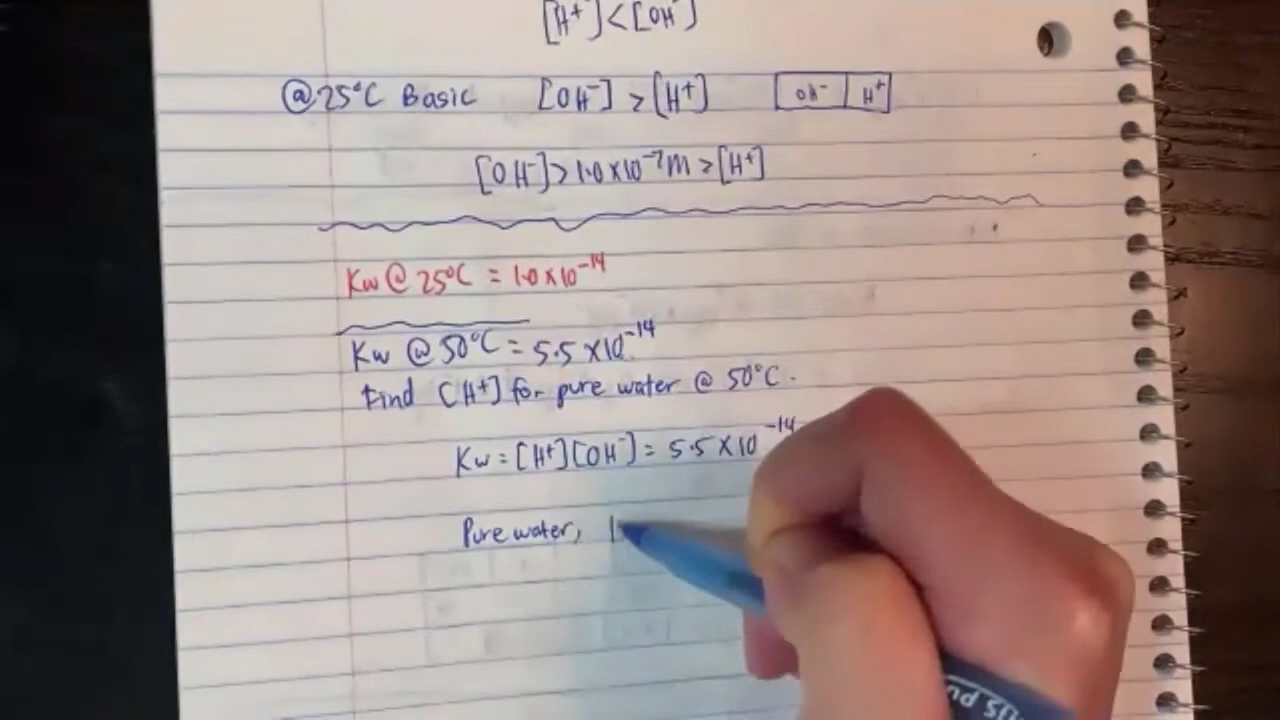 [H+] < [OH-]
@25°C Basic [OH-] > [H+] OH- H+
[OH-] > 1.0 x 10-7 M > [H+]
Kw @ 25°C = 1.0 x 10-14
Kw @ 50°C = 5.5 x 10-14
Find [H+] for pure water @ 50°C.
Kw = [H+][OH-] = 5.5 x 10-14
Pure water,